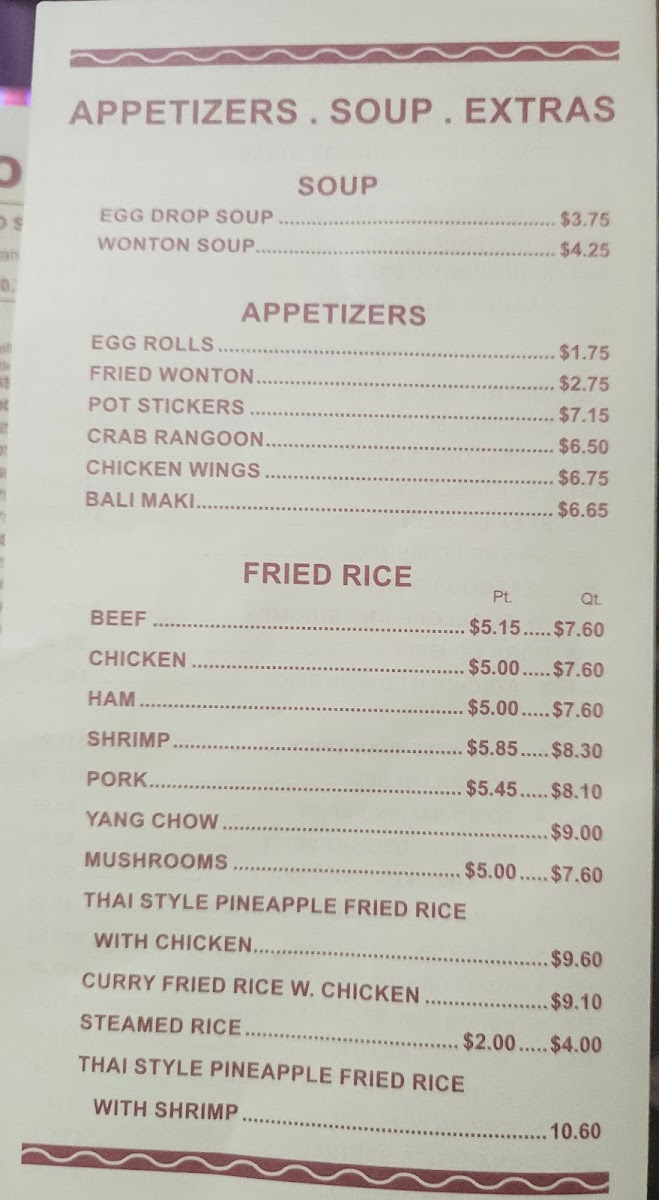 APPETIZERS . SOUP . EXTRAS
SOUP
EGG DROP SOUP ........ $3.75
WONTON SOUP........ $4.25
APPETIZERS
EGG ROLLS ........ $1.75
FRIED WONTON........ $2.75
POT STICKERS ........ $7.15
CRAB RANGOON........ $6.50
CHICKEN WINGS ........ $6.75
BALI MAKI........ $6.65
FRIED RICE
Pt. Qt.
BEEF ........ $5.15.....$7.60
CHICKEN ........ $5.00.....$7.60
HAM........ $5.00.....$7.60
SHRIMP........ $5.85.....$8.30
PORK........ $5.45.....$8.10
YANG CHOW ........ $9.00
MUSHROOMS ........ $5.00.....$7.60
THAI STYLE PINEAPPLE FRIED RICE
WITH CHICKEN........ $9.60
CURRY FRIED RICE W. CHICKEN ........ $9.10
STEAMED RICE........ $2.00.....$4.00
THAI STYLE PINEAPPLE FRIED RICE
WITH SHRIMP ........ 10.60